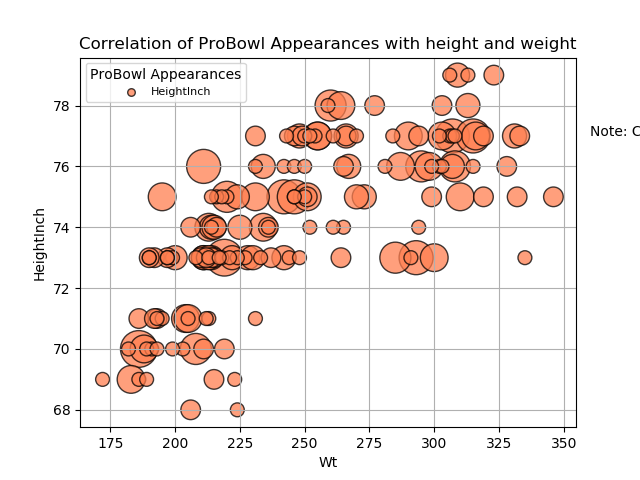 Correlation of ProBowl Appearances with height and weight
ProBowl Appearances
HeightInch
Note: C
HeightInch
78
76
74
72
70
68
175 200 225 250 275 300 325 350
Wt